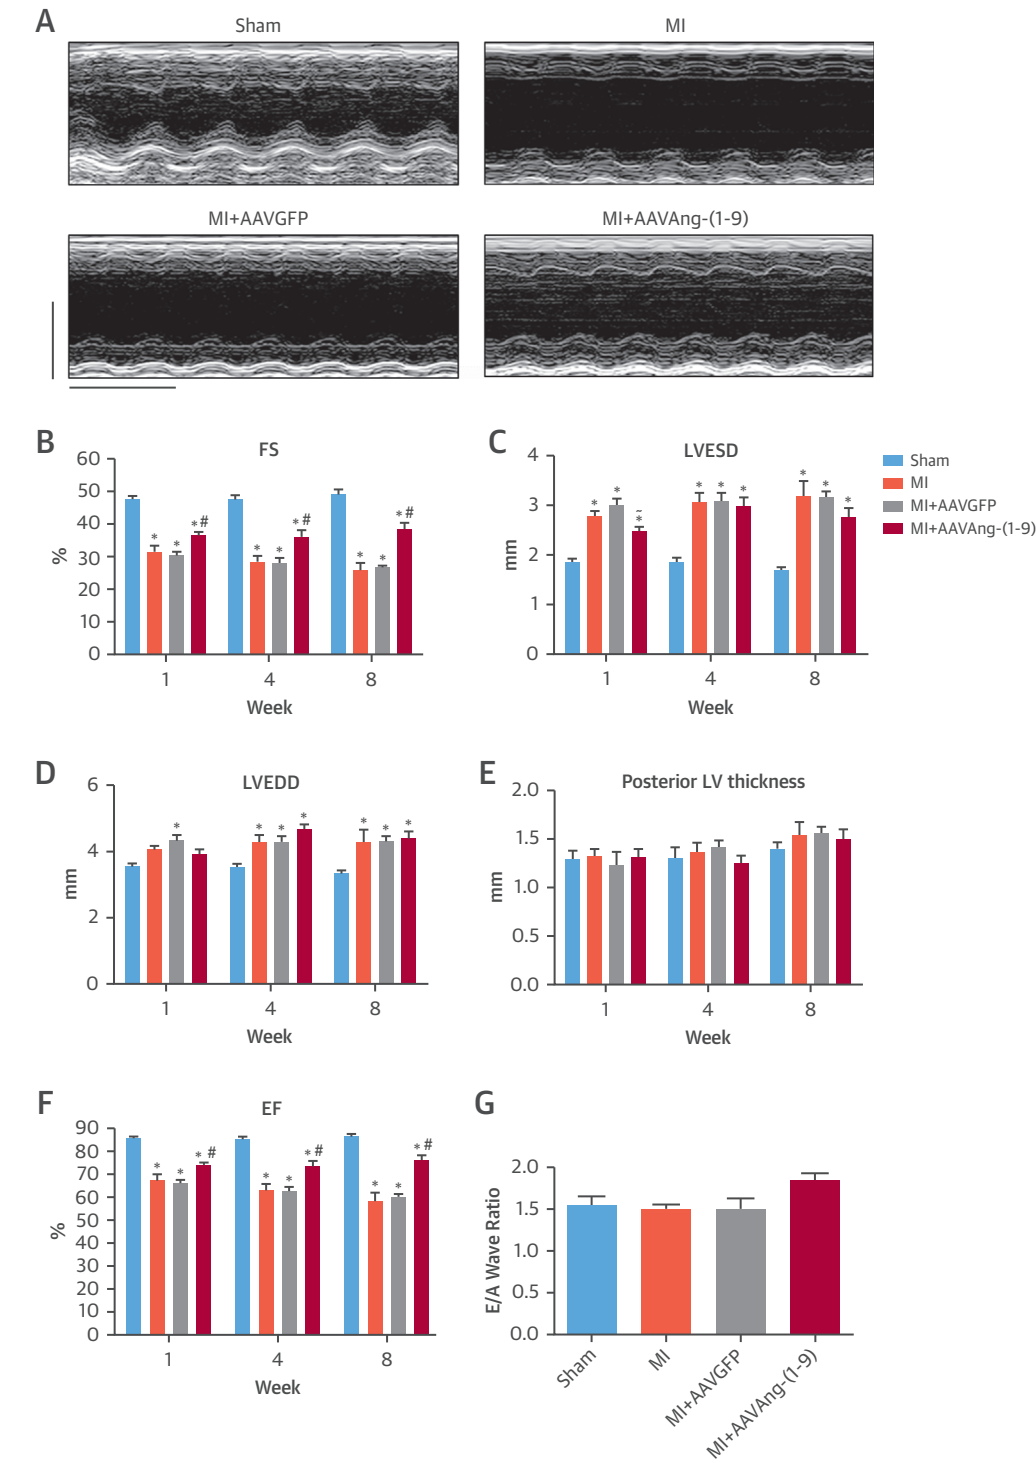 A
Sham
MI
MI+AAVGFP
MI+AAVAng-(1-9)
B
FS
60
50
40
30
20
10
0
%
*
*
*#
*
*
*#
*
*
*#
1
4
8
Week
C
LVESD
4
3
2
1
0
mm
*
*
~
*
*
*
*
*
*
*
1
4
8
Week
Sham
MI
MI+AAVGFP
MI+AAVAng-(1-9)
D
LVEDD
6
4
2
0
mm
*
*
*
*
*
*
*
1
4
8
Week
E
Posterior LV thickness
2.0
1.5
1.0
0.5
0.0
mm
1
4
8
Week
F
EF
90
80
70
60
50
40
30
20
10
0
%
*
*
*#
*
*
*#
*
*
*#
1
4
8
Week
G
2.0
1.5
1.0
0.5
0.0
E/A Wave Ratio
Sham
MI
MI+AAVGFP
MI+AAVAng-(1-9)